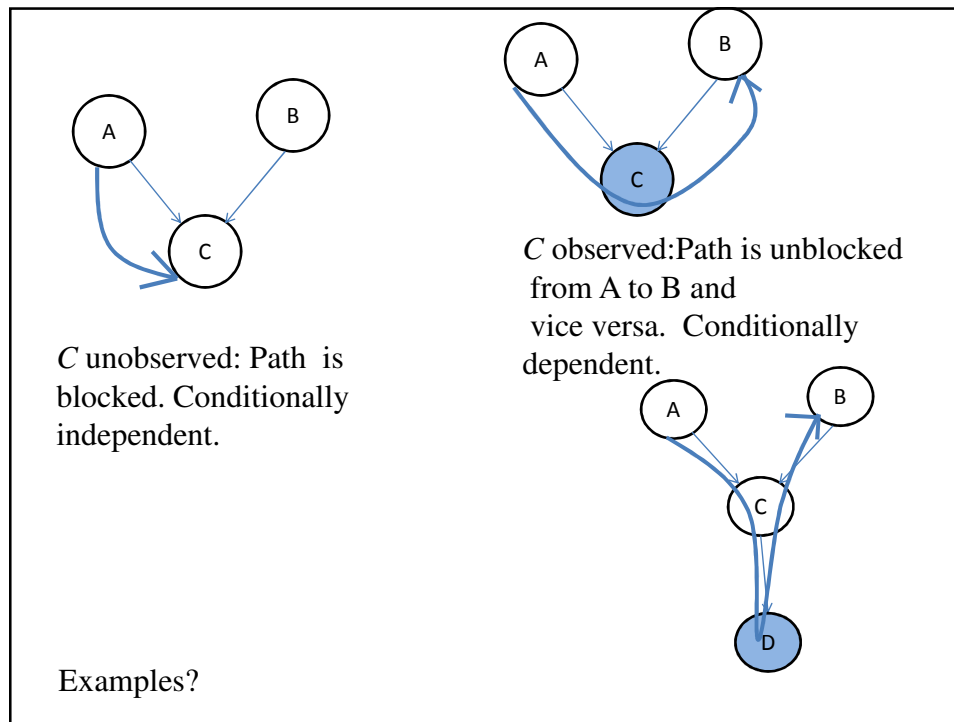 A
B
C
C unobserved: Path is
blocked. Conditionally
independent.
A
B
C
C observed:Path is unblocked
from A to B and
vice versa. Conditionally
dependent.
A
B
C
D
Examples?